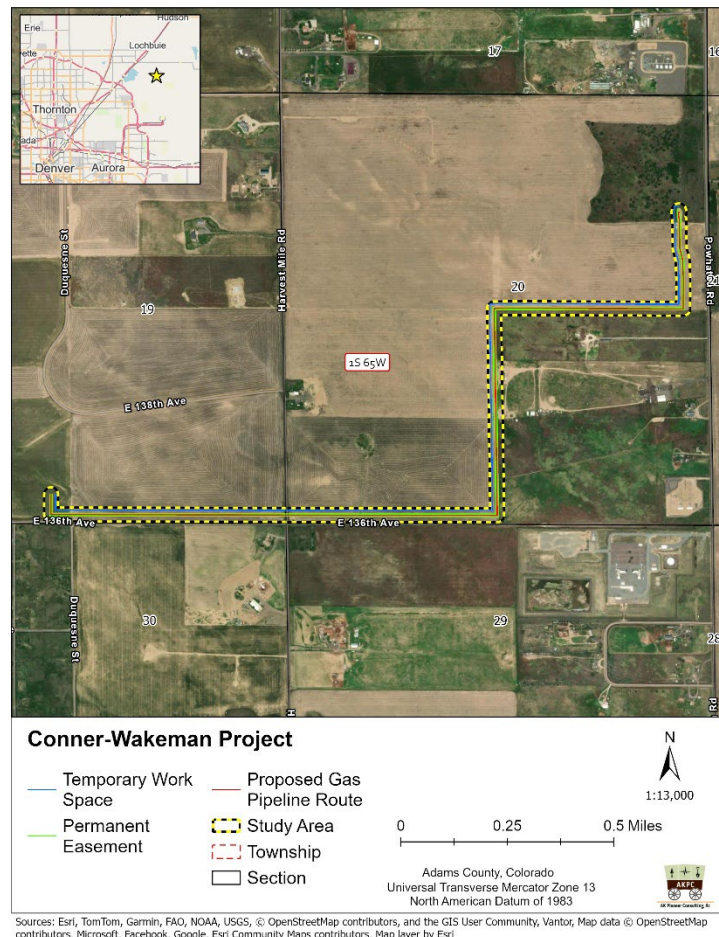 Hudson
Erie
Lochbuie
Thornton
Denver
Aurora
17
16
Duquesne St
Harvest Mile Rd
Powhaton Rd
20
21
19
1S 65W
E 138th Ave
E 136th Ave
E 136th Ave
Duquesne St
30
29
28
H
Rd
Conner-Wakeman Project
Temporary Work
Space
Permanent
Easement
Proposed Gas
Pipeline Route
Study Area
Township
Section
N
1:13,000
0 0.25 0.5 Miles
Adams County, Colorado
Universal Transverse Mercator Zone 13
North American Datum of 1983
AKPC
Sources: Esri, TomTom, Garmin, FAO, NOAA, USGS, © OpenStreetMap contributors, and the GIS User Community, Vantor, Map data © OpenStreetMap
contributors, Microsoft, Facebook, Google, Esri Community Maps contributors, Map layer by Esri